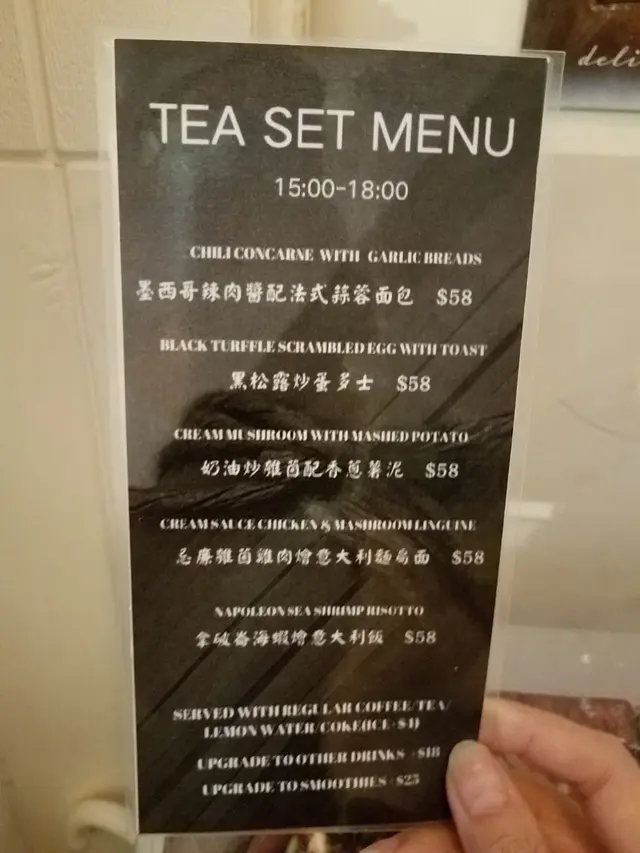 deli
TEA SET MENU
15:00-18:00
CHILI CONCARNE WITH GARLIC BREADS
墨西哥辣肉醬配法式蒜蓉面包 $58
BLACK TURFFLE SCRAMBLED EGG WITH TOAST
黑松露炒蛋多士 $58
CREAM MUSHROOM WITH MASHED POTATO
奶油炒雜菌配香蔥薯泥 $58
CREAM SAUCE CHICKEN & MASHROOM LINGUINE
忌廉雜菌雞肉燴意大利麵扁面 $58
NAPOLEON SEA SHRIMP RISOTTO
拿破崙海蝦燴意大利飯 $58
SERVED WITH REGULAR COFFEE/TEA/
LEMON WATER/COKE(ICE+$4)
UPGRADE TO OTHER DRINKS +$18
UPGRADE TO SMOOTHIES +$25